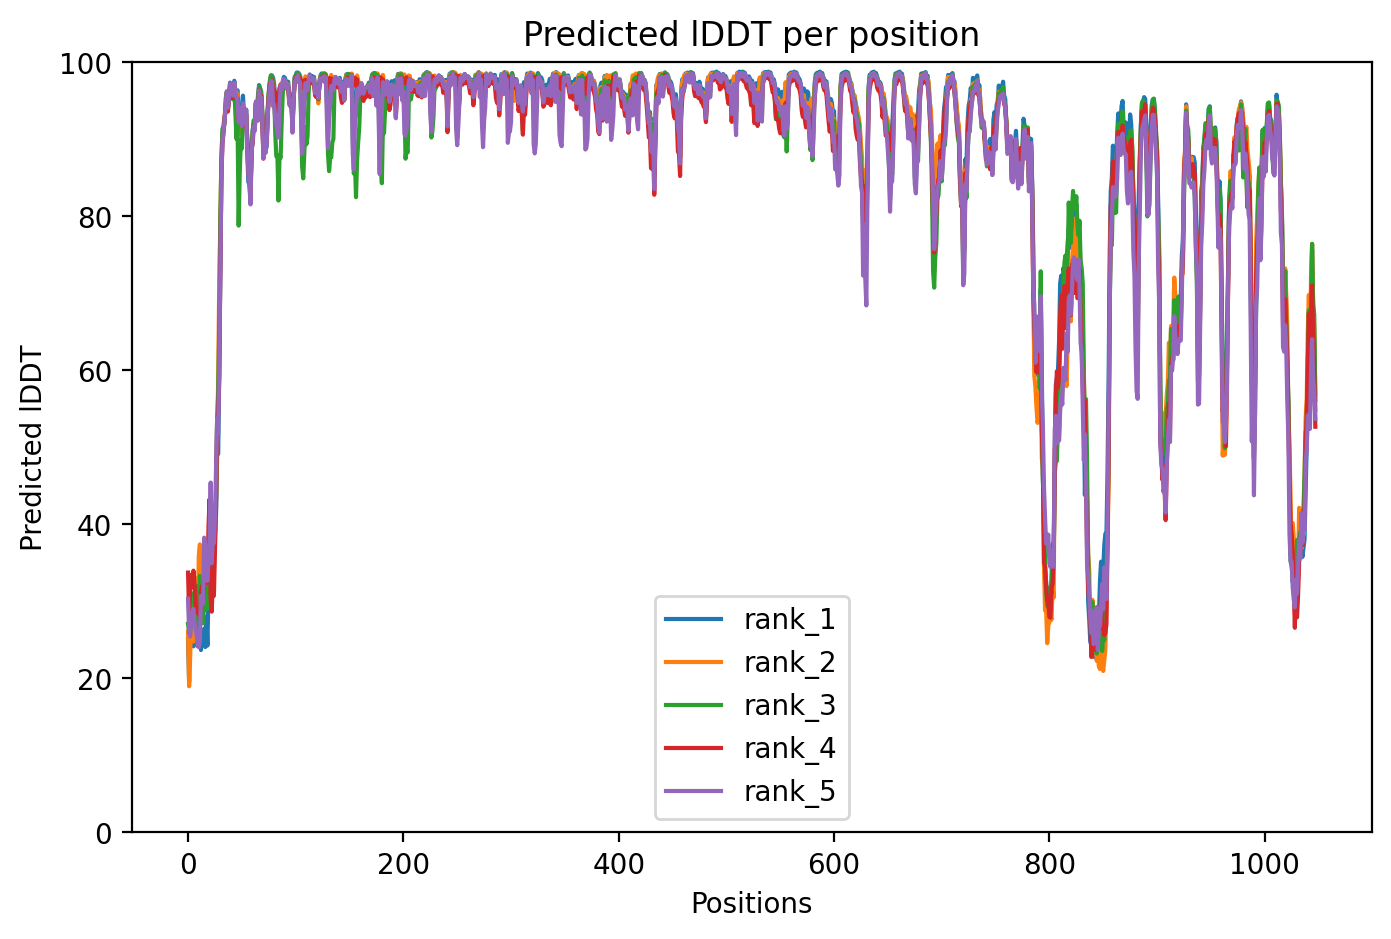 Predicted lDDT per position
Predicted lDDT
100
80
60
40
20
0
rank_1
rank_2
rank_3
rank_4
rank_5
0 200 400 600 800 1000
Positions